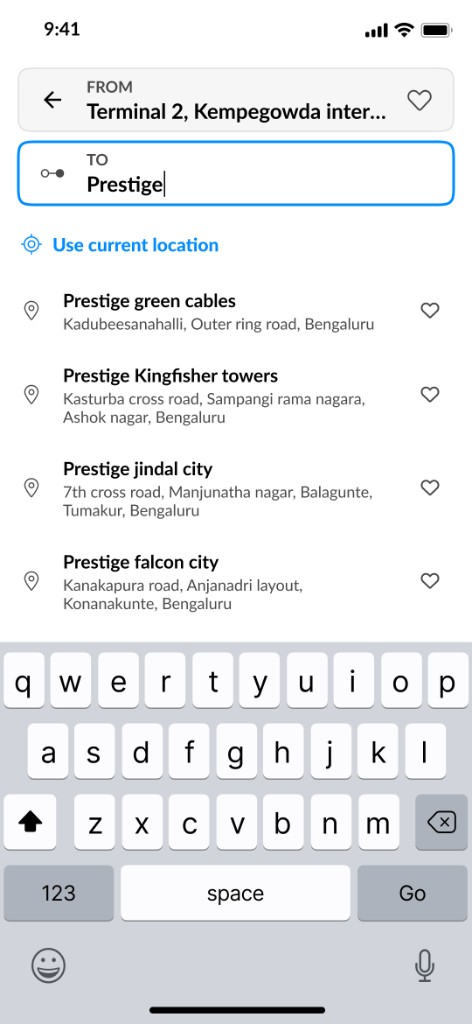 9:41
FROM
Terminal 2, Kempegowda inter...
TO
Prestige
Use current location
Prestige green cables
Kadubeesanahalli, Outer ring road, Bengaluru
Prestige Kingfisher towers
Kasturba cross road, Sampangi rama nagara,
Ashok nagar, Bengaluru
Prestige jindal city
7th cross road, Manjunatha nagar, Balagunte,
Tumakur, Bengaluru
Prestige falcon city
Kanakapura road, Anjanadri layout,
Konanakunte, Bengaluru
q w e r t y u i o p
a s d f g h j k l
z x c v b n m
123 space Go